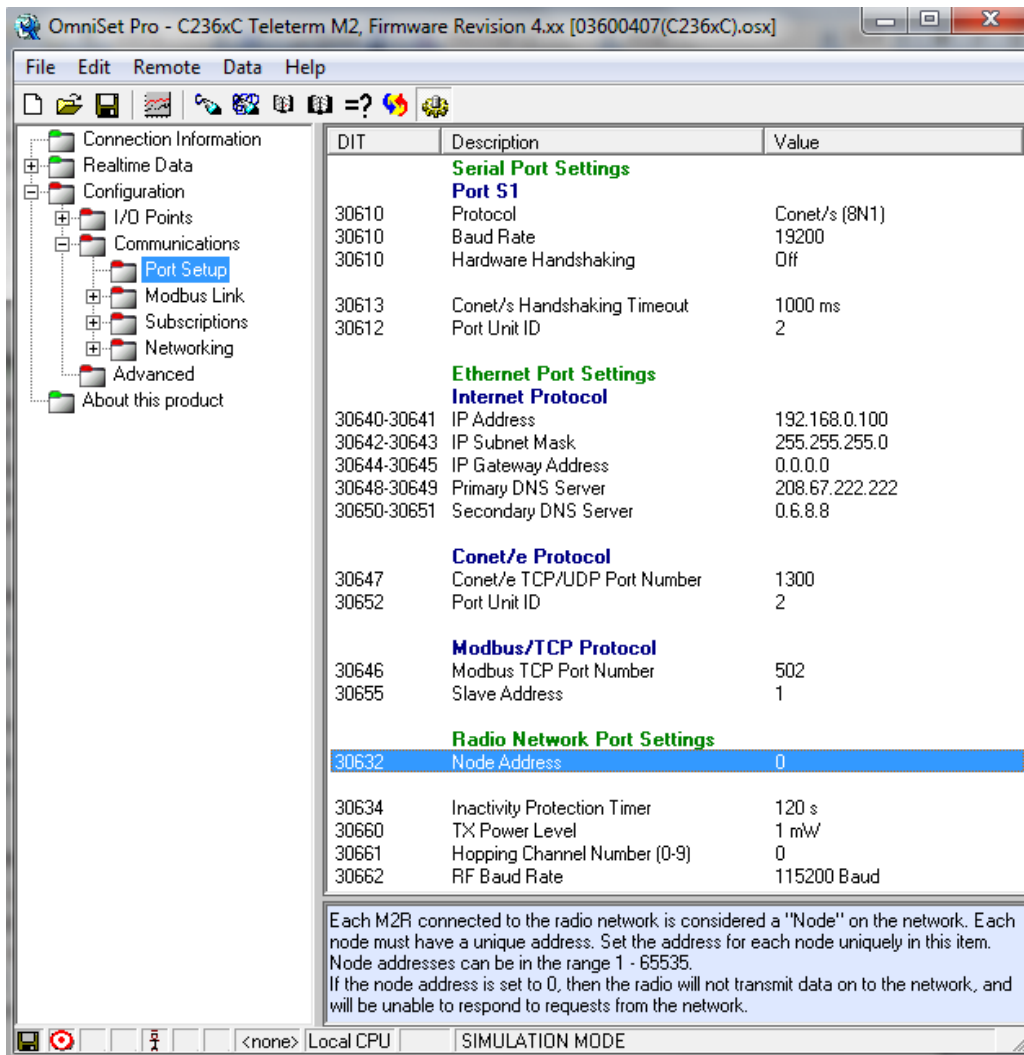 OmniSet Pro - C236xC Teleterm M2, Firmware Revision 4.xx [03600407(C236xC).osx]
File Edit Remote Data Help
=?
Connection Information
Realtime Data
Configuration
I/O Points
Communications
Port Setup
Modbus Link
Subscriptions
Networking
Advanced
About this product
DIT Description Value
Serial Port Settings
Port S1
30610 Protocol Conet/s (8N1)
30610 Baud Rate 19200
30610 Hardware Handshaking Off
30613 Conet/s Handshaking Timeout 1000 ms
30612 Port Unit ID 2
Ethernet Port Settings
Internet Protocol
30640-30641 IP Address 192.168.0.100
30642-30643 IP Subnet Mask 255.255.255.0
30644-30645 IP Gateway Address 0.0.0.0
30648-30649 Primary DNS Server 208.67.222.222
30650-30651 Secondary DNS Server 0.6.8.8
Conet/e Protocol
30647 Conet/e TCP/UDP Port Number 1300
30652 Port Unit ID 2
Modbus/TCP Protocol
30646 Modbus TCP Port Number 502
30655 Slave Address 1
Radio Network Port Settings
30632 Node Address 0
30634 Inactivity Protection Timer 120 s
30660 TX Power Level 1 mW
30661 Hopping Channel Number (0-9) 0
30662 RF Baud Rate 115200 Baud
Each M2R connected to the radio network is considered a "Node" on the network. Each
node must have a unique address. Set the address for each node uniquely in this item.
Node addresses can be in the range 1 - 65535.
If the node address is set to 0, then the radio will not transmit data on to the network, and
will be unable to respond to requests from the network.
<none> Local CPU SIMULATION MODE